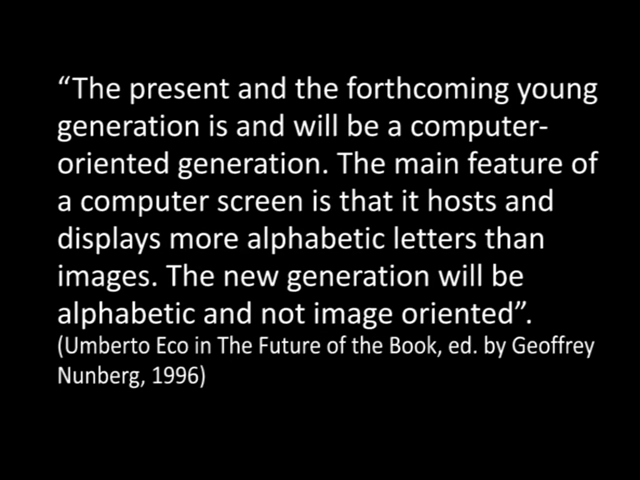 “The present and the forthcoming young
generation is and will be a computer-
oriented generation. The main feature of
a computer screen is that it hosts and
displays more alphabetic letters than
images. The new generation will be
alphabetic and not image oriented”.
(Umberto Eco in The Future of the Book, ed. by Geoffrey
Nunberg, 1996)